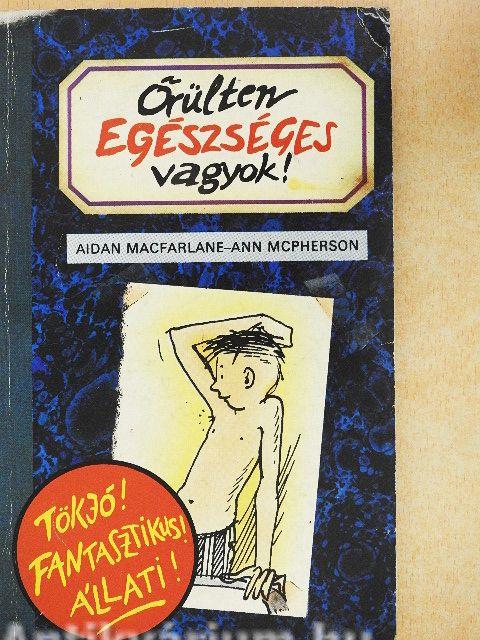 Őrülten
EGÉSZSÉGES
vagyok!
AIDAN MACFARLANE–ANN MCPHERSON
TÖKJÓ!
FANTASZTIKUS!
ÁLLATI!